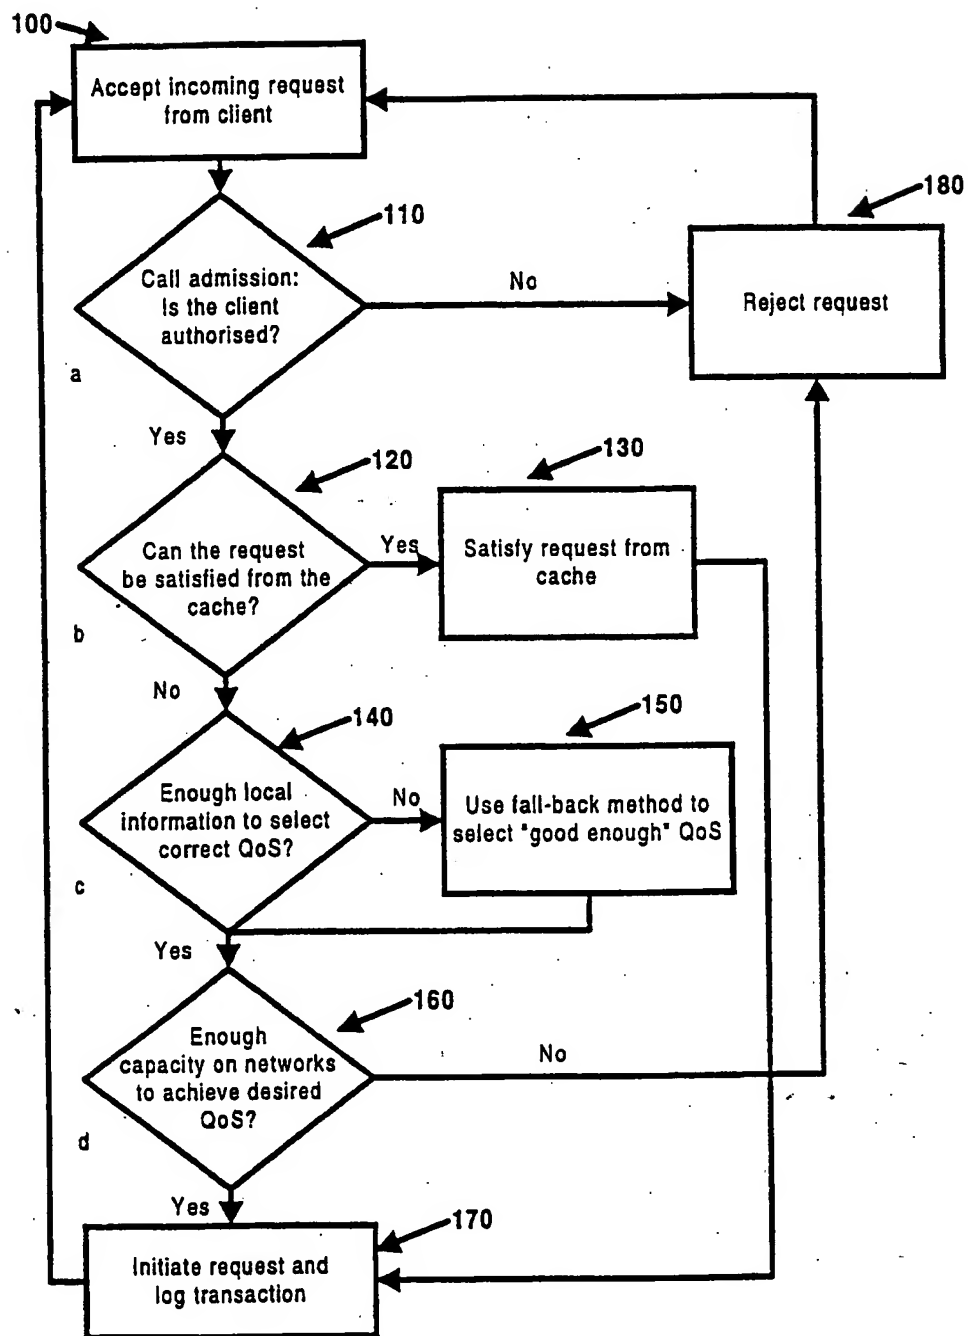 100
Accept incoming request
from client
110
Call admission:
Is the client
authorised?
No
180
Reject request
a
Yes
120
Can the request
be satisfied from the
cache?
Yes
130
Satisfy request from
cache
b
No
140
Enough local
information to select
correct QoS?
No
150
Use fall-back method to
select "good enough" QoS
c
Yes
160
Enough
capacity on networks
to achieve desired
QoS?
No
d
Yes
170
Initiate request and
log transaction